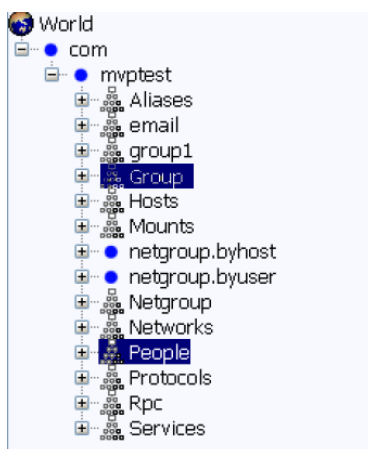 World
com
mvptest
Aliases
email
group1
Group
Hosts
Mounts
netgroup.byhost
netgroup.byuser
Netgroup
Networks
People
Protocols
Rpc
Services